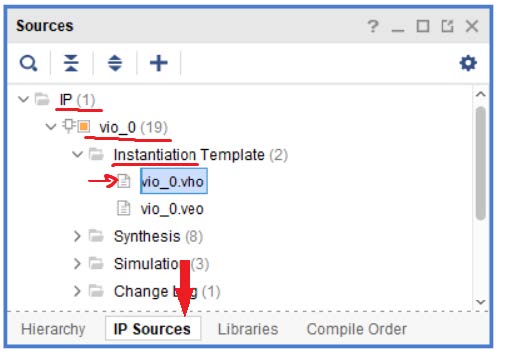 Sources
IP (1)
vio_0 (19)
Instantiation Template (2)
vio_0.vho
vio_0.veo
Synthesis (8)
Simulation (3)
Change Log (1)
Hierarchy IP Sources Libraries Compile Order